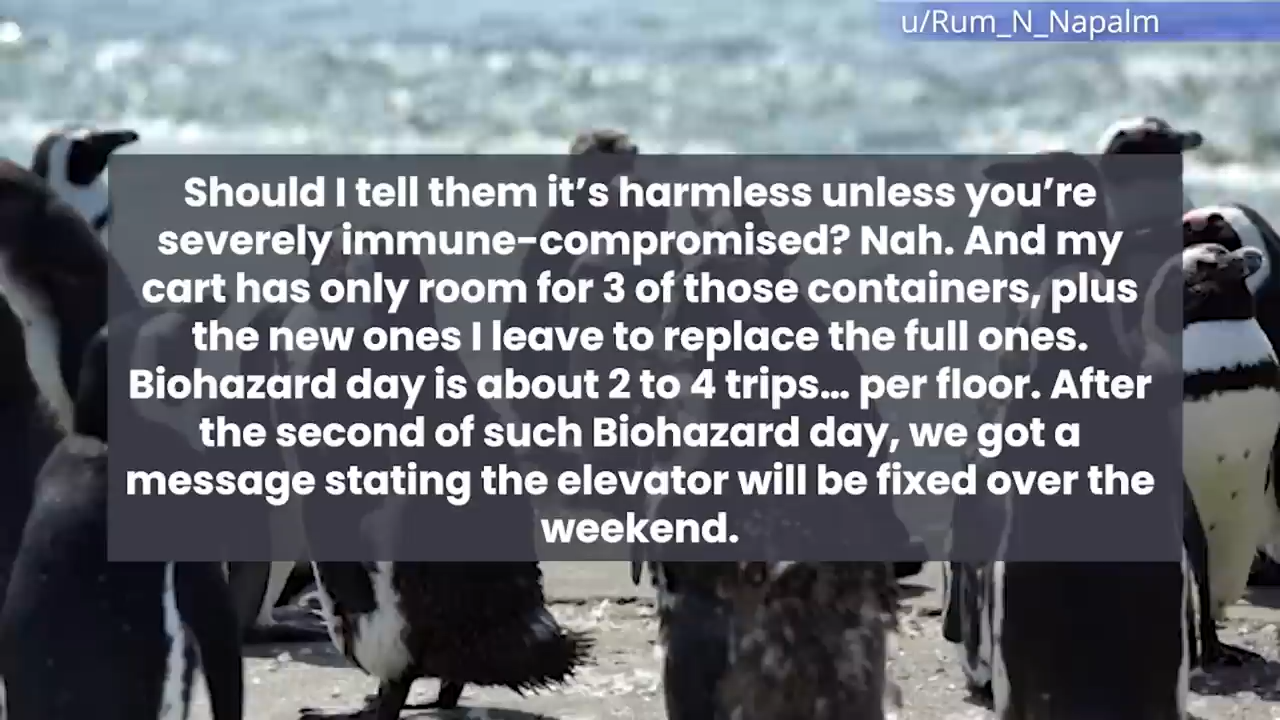 u/Rum_N_Napalm
Should I tell them it’s harmless unless you’re
severely immune-compromised? Nah. And my
cart has only room for 3 of those containers, plus
the new ones I leave to replace the full ones.
Biohazard day is about 2 to 4 trips... per floor. After
the second of such Biohazard day, we got a
message stating the elevator will be fixed over the
weekend.